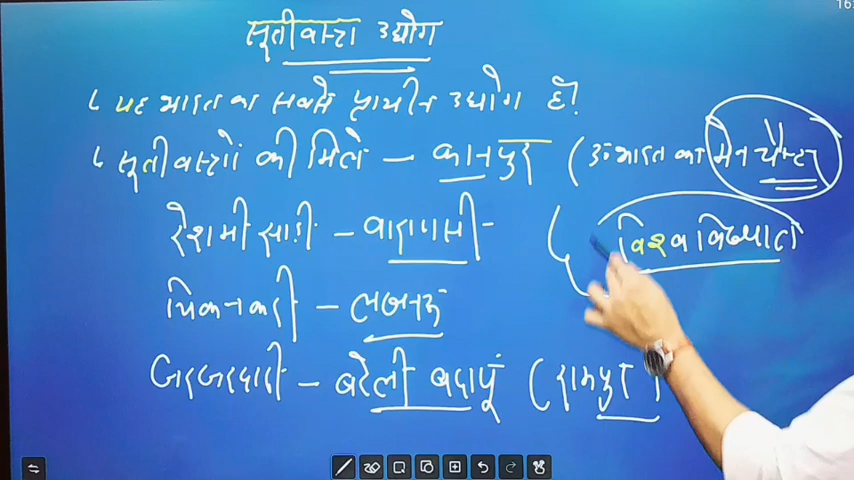 सूतीवस्त्र उद्योग
यह भारत का सबसे प्राचीन उद्योग है।
सूतीवस्त्रों की मिलें – कानपुर (उ० भारत का मैनचेस्टर
रेशमी साड़ी – वाराणसी विश्व विख्यात
चिकनकारी – लखनऊ
जरजरदारी – बरेली बदायूं (रामपुर)